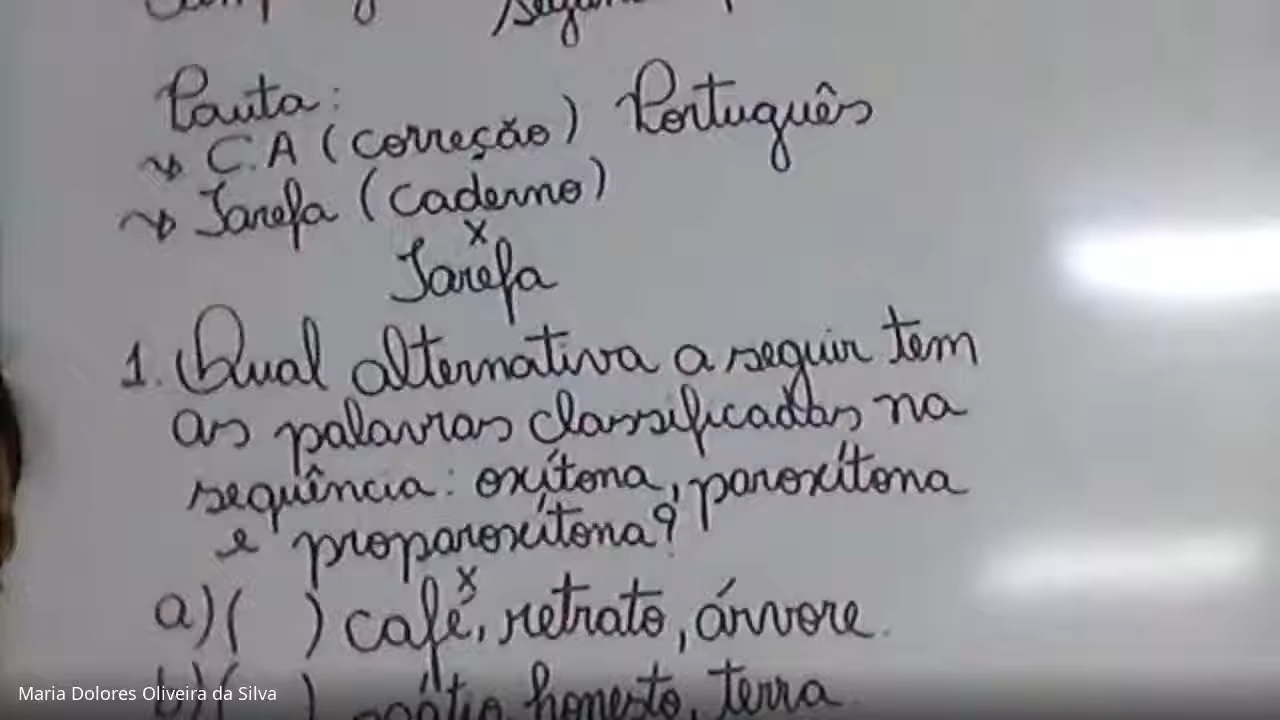 Pauta:
C.A (correção) Português
Tarefa (caderno)
x
Tarefa
1. Qual alternativa a seguir tem
as palavras classificadas na
sequência: oxítona, paroxítona
e proparoxítona?
x
a) ( ) café, retrato, árvore.
b) ( ) honesto, terra.
Maria Dolores Oliveira da Silva